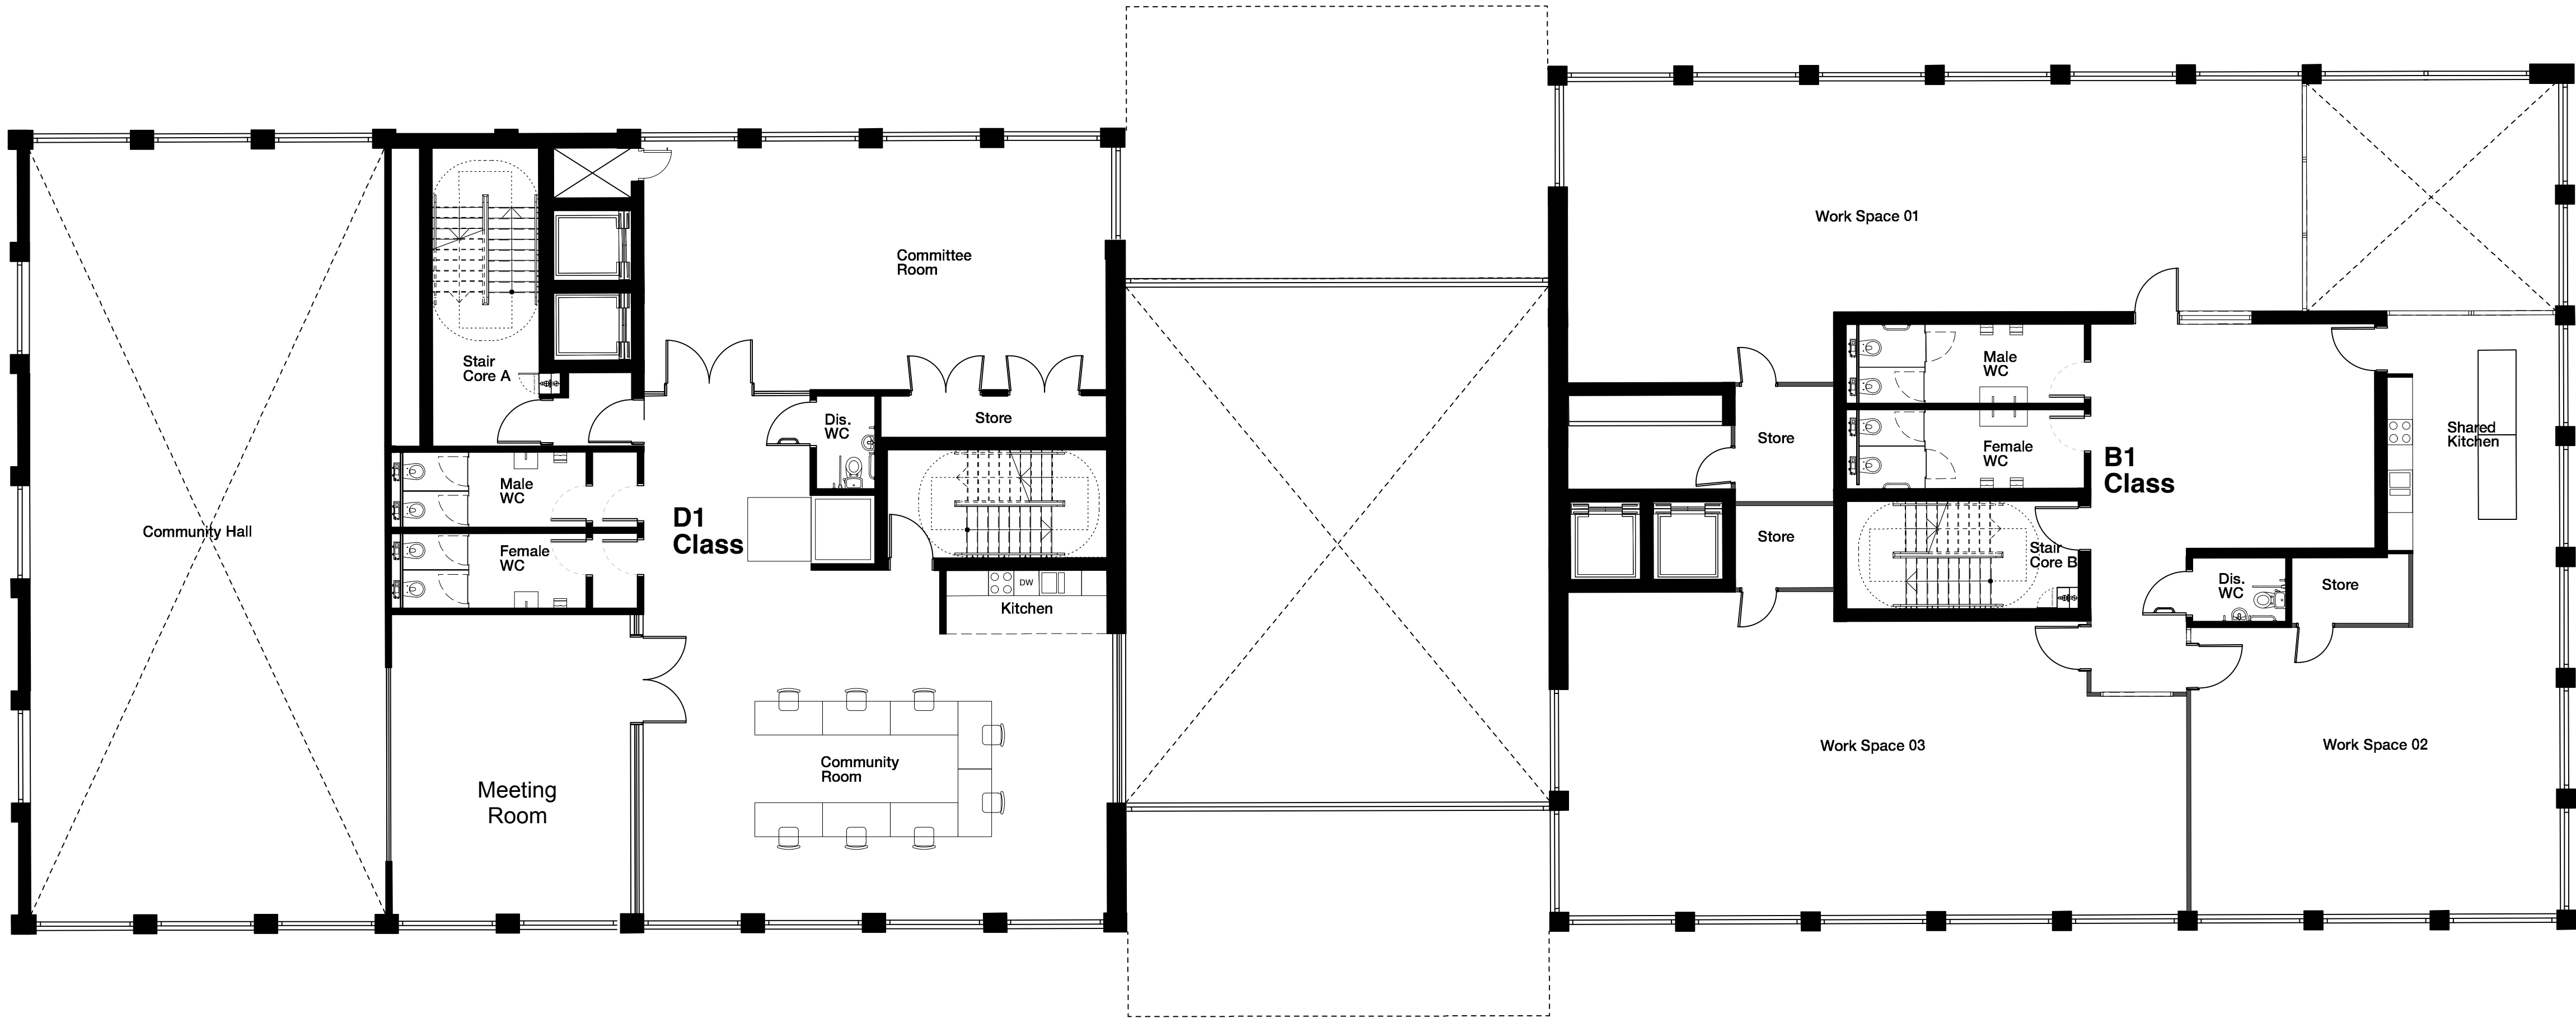 Community Hall
Stair
Core A
Committee
Room
Dis.
WC
Store
Male
WC
Female
WC
D1
Class
DW
Kitchen
Meeting
Room
Community
Room
Work Space 01
Male
WC
Female
WC
Store
Store
B1
Class
Shared
Kitchen
Stair
Core B
Dis.
WC
Store
Work Space 03
Work Space 02